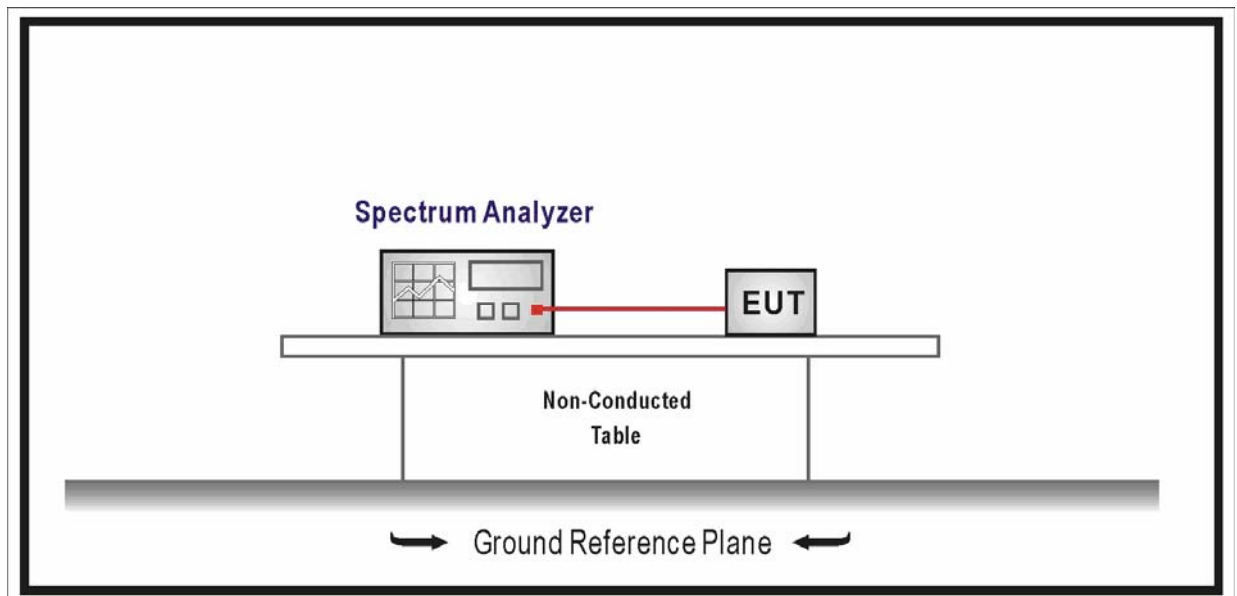 Spectrum Analyzer
EUT
Non-Conducted
Table
Ground Reference Plane